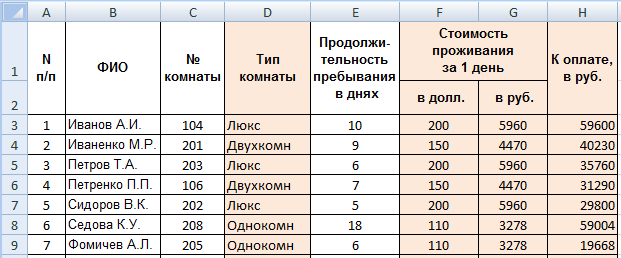 A B C D E F G H
1 N п/п ФИО № комнаты Тип комнаты Продолжи-тельность пребывания в днях Стоимость проживания за 1 день К оплате, в руб.
2 в долл. в руб.
3 1 Иванов А.И. 104 Люкс 10 200 5960 59600
4 2 Иваненко М.Р. 201 Двухкомн 9 150 4470 40230
5 3 Петров Т.А. 203 Люкс 6 200 5960 35760
6 4 Петренко П.П. 106 Двухкомн 7 150 4470 31290
7 5 Сидоров В.К. 202 Люкс 5 200 5960 29800
8 6 Седова К.У. 208 Однокомн 18 110 3278 59004
9 7 Фомичев А.Л. 205 Однокомн 6 110 3278 19668